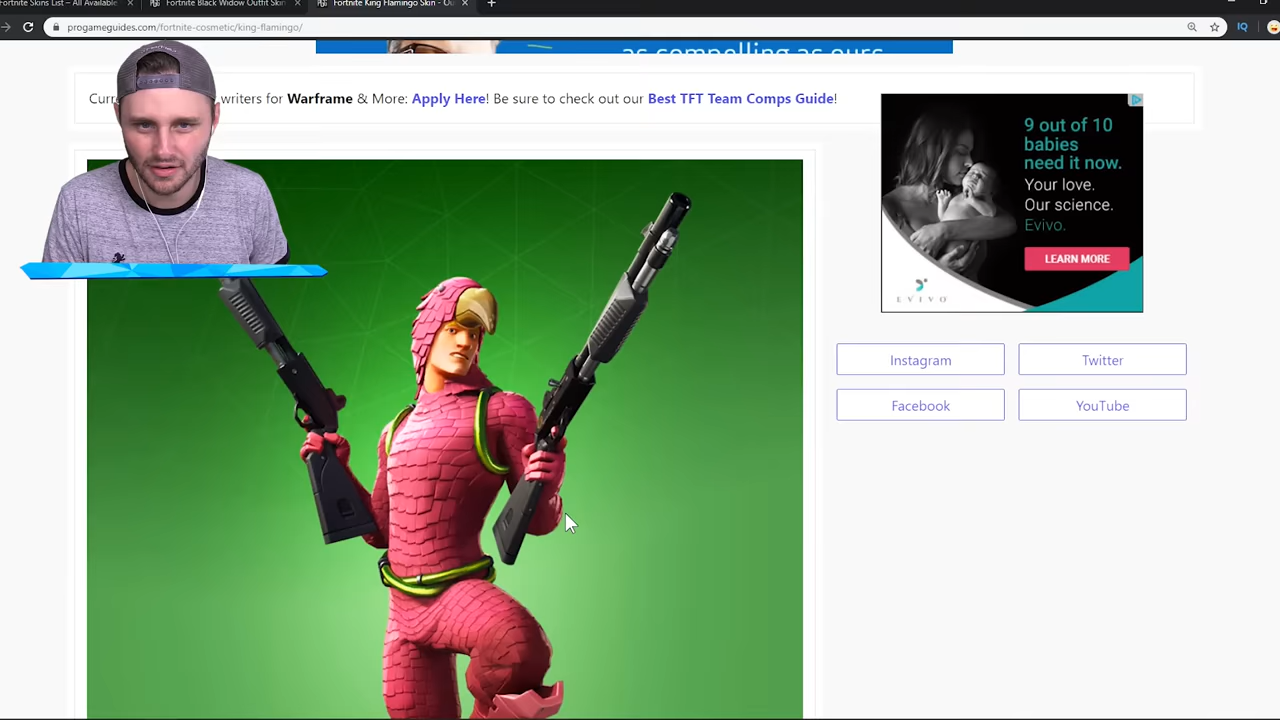 Fortnite Skins List – All Available
Fortnite Black Widow Outfit Skin
Fortnite King Flamingo Skin - Ou
progameguides.com/fortnite-cosmetic/king-flamingo/
IQ
as compelling as ours
Curr writers for Warframe & More: Apply Here! Be sure to check out our Best TFT Team Comps Guide!
9 out of 10
babies
need it now.
Your love.
Our science.
Evivo.
LEARN MORE
EVIVO
Instagram
Twitter
Facebook
YouTube